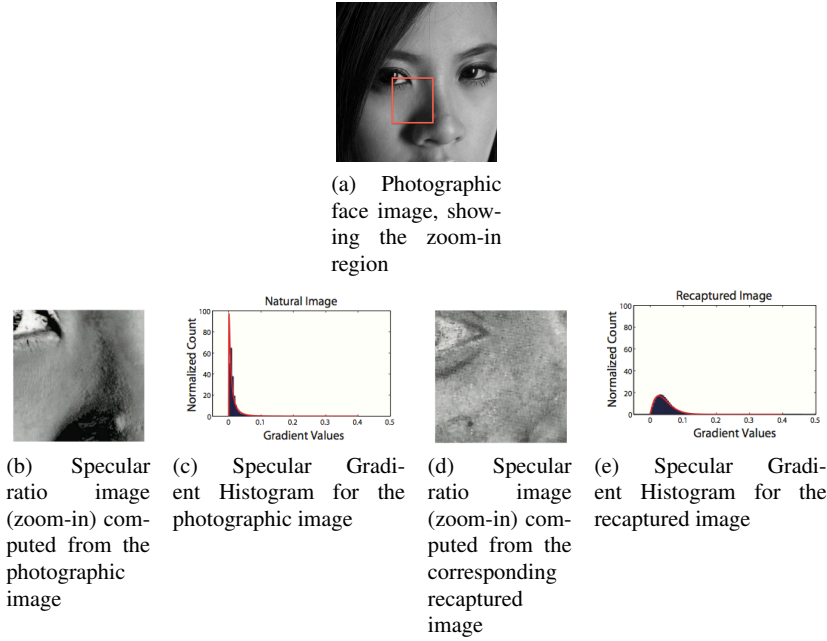 (a) Photographic
face image, show-
ing the zoom-in
region
Natural Image
Normalized Count
100
80
60
40
20
0
0
0.1
0.2
0.3
0.4
0.5
Gradient Values
Recaptured Image
Normalized Count
100
80
60
40
20
0
0
0.1
0.2
0.3
0.4
0.5
Gradient Values
(b) Specular
ratio image
(zoom-in) com-
puted from the
photographic
image
(c) Specular Gradi-
ent Histogram for the
photographic image
(d) Specular
ratio image
(zoom-in) com-
puted from the
corresponding
recaptured
image
(e) Specular Gradi-
ent Histogram for the
recaptured image